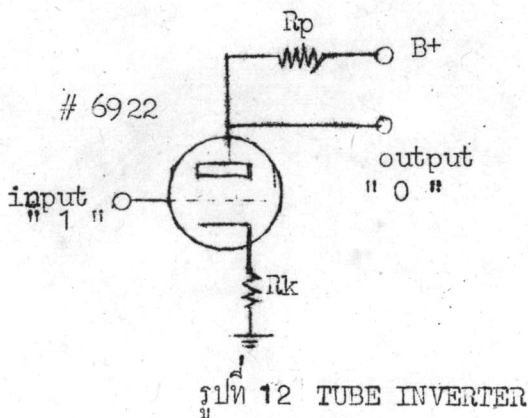 Rp
B+
# 6922
output
" 0 "
input
" 1 "
Rk
รูปที่ 12 TUBE INVERTER